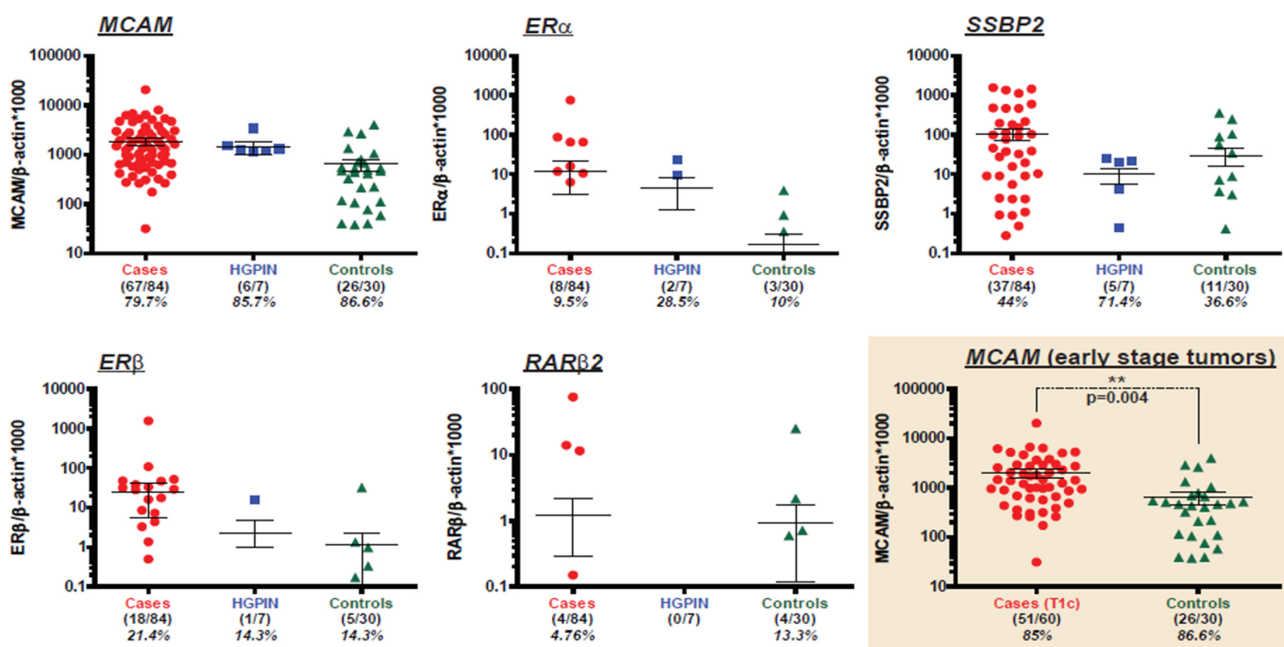 MCAM
MCAM/β-actin*1000
100000
10000
1000
100
10
Cases
(67/84)
79.7%
HGPIN
(6/7)
85.7%
Controls
(26/30)
86.6%
ERα
ERα/β-actin*1000
10000
1000
100
10
1
0.1
Cases
(8/84)
9.5%
HGPIN
(2/7)
28.5%
Controls
(3/30)
10%
SSBP2
SSBP2/β-actin*1000
10000
1000
100
10
1
0.1
Cases
(37/84)
44%
HGPIN
(5/7)
71.4%
Controls
(11/30)
36.6%
ERβ
ERβ/β-actin*1000
10000
1000
100
10
1
0.1
Cases
(18/84)
21.4%
HGPIN
(1/7)
14.3%
Controls
(5/30)
14.3%
RARβ2
RARβ/β-actin*1000
100
10
1
0.1
Cases
(4/84)
4.76%
HGPIN
(0/7)
Controls
(4/30)
13.3%
MCAM (early stage tumors)
**
p=0.004
MCAM/β-actin*1000
100000
10000
1000
100
10
Cases (T1c)
(51/60)
85%
Controls
(26/30)
86.6%